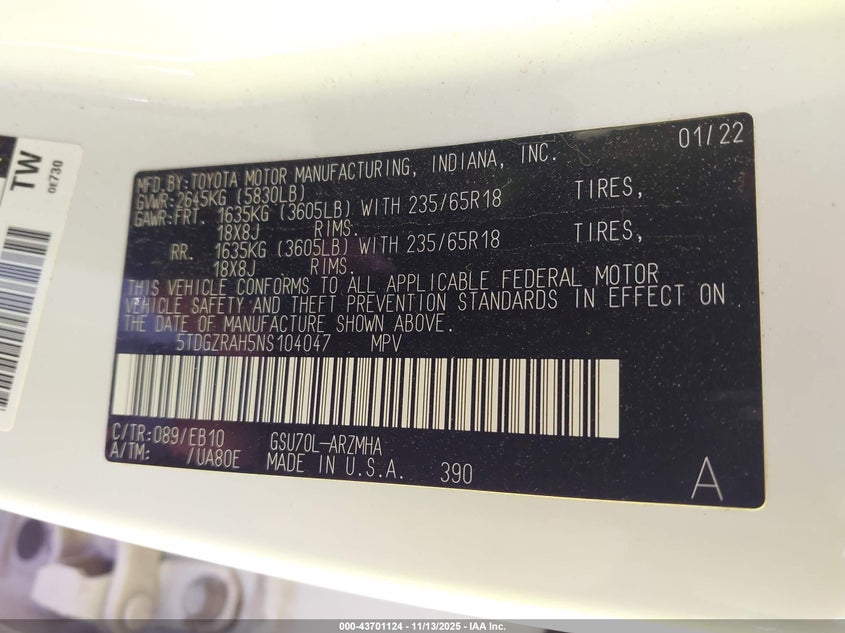 TW
0E730
01/22
MFD.BY:TOYOTA MOTOR MANUFACTURING, INDIANA, INC.
GVWR:2645KG (5830LB)
GAWR:FRT. 1635KG (3605LB) WITH 235/65R18 TIRES,
18X8J RIMS.
RR. 1635KG (3605LB) WITH 235/65R18 TIRES,
18X8J RIMS.
THIS VEHICLE CONFORMS TO ALL APPLICABLE FEDERAL MOTOR
VEHICLE SAFETY AND THEFT PREVENTION STANDARDS IN EFFECT ON
THE DATE OF MANUFACTURE SHOWN ABOVE.
5TDGZRAH5NS104047 MPV
C/TR:089/EB10 GSU70L-ARZMHA
A/TM: /UA80E MADE IN U.S.A. 390
A
000-43701124 - 11/13/2025 - IAA Inc.